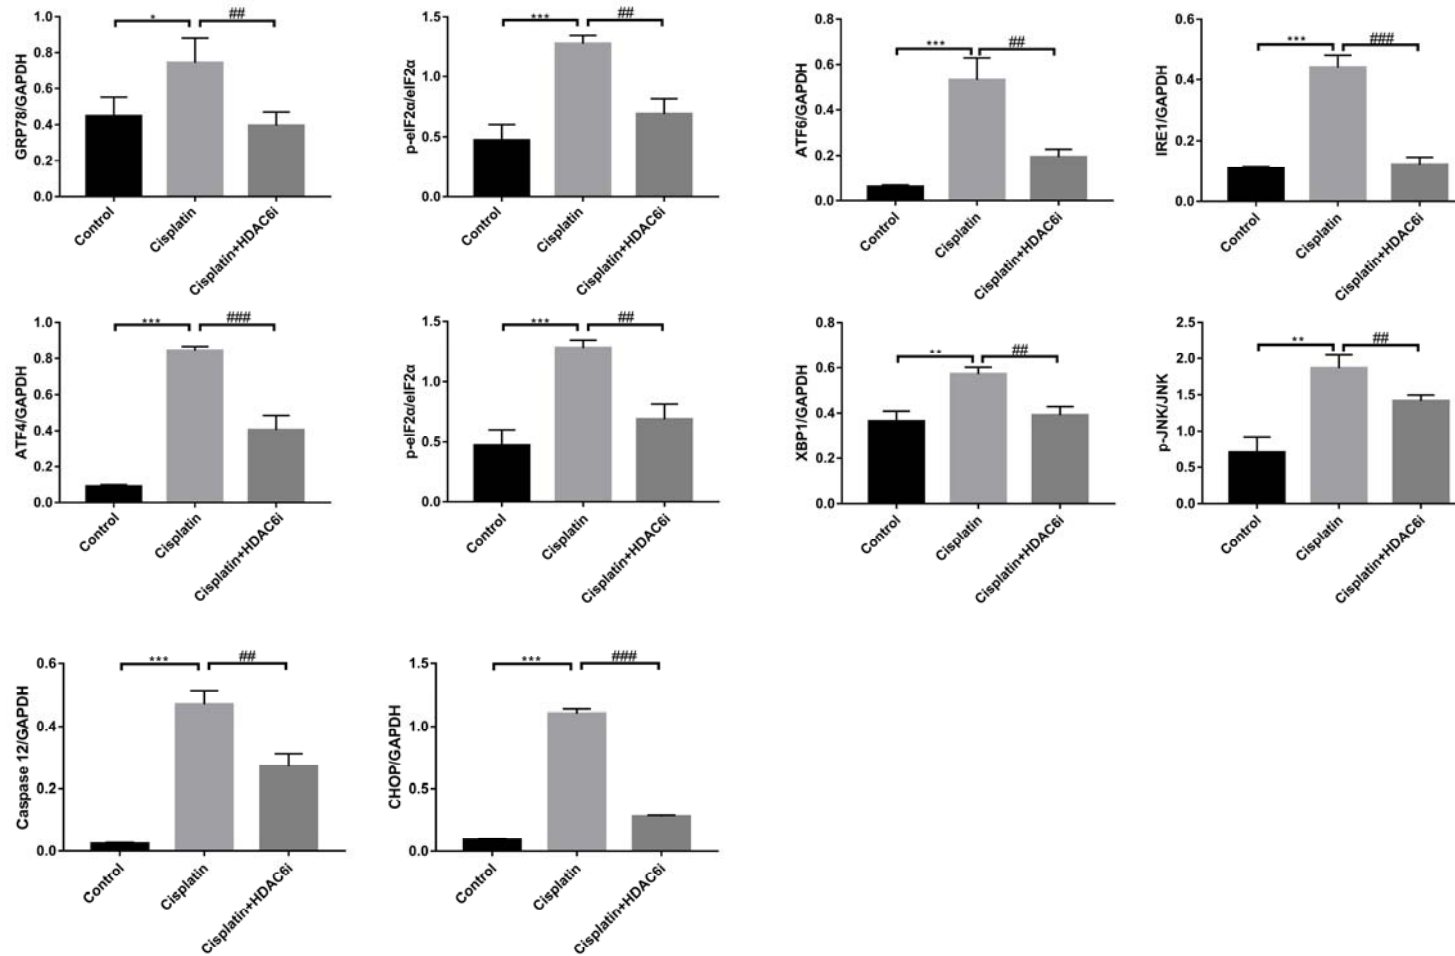 GRP78/GAPDH
1.0
0.8
0.6
0.4
0.2
0.0
* ##
Control
Cisplatin
Cisplatin+HDAC6i
p-eIF2α/eIF2α
1.5
1.0
0.5
0.0
*** ##
Control
Cisplatin
Cisplatin+HDAC6i
ATF6/GAPDH
0.8
0.6
0.4
0.2
0.0
*** ##
Control
Cisplatin
Cisplatin+HDAC6i
IRE1/GAPDH
0.6
0.4
0.2
0.0
*** ###
Control
Cisplatin
Cisplatin+HDAC6i
ATF4/GAPDH
1.0
0.8
0.6
0.4
0.2
0.0
*** ###
Control
Cisplatin
Cisplatin+HDAC6i
p-eIF2α/eIF2α
1.5
1.0
0.5
0.0
*** ##
Control
Cisplatin
Cisplatin+HDAC6i
XBP1/GAPDH
0.8
0.6
0.4
0.2
0.0
** ##
Control
Cisplatin
Cisplatin+HDAC6i
p-JNK/JNK
2.5
2.0
1.5
1.0
0.5
0.0
** ##
Control
Cisplatin
Cisplatin+HDAC6i
Caspase 12/GAPDH
0.6
0.4
0.2
0.0
*** ##
Control
Cisplatin
Cisplatin+HDAC6i
CHOP/GAPDH
1.5
1.0
0.5
0.0
*** ###
Control
Cisplatin
Cisplatin+HDAC6i